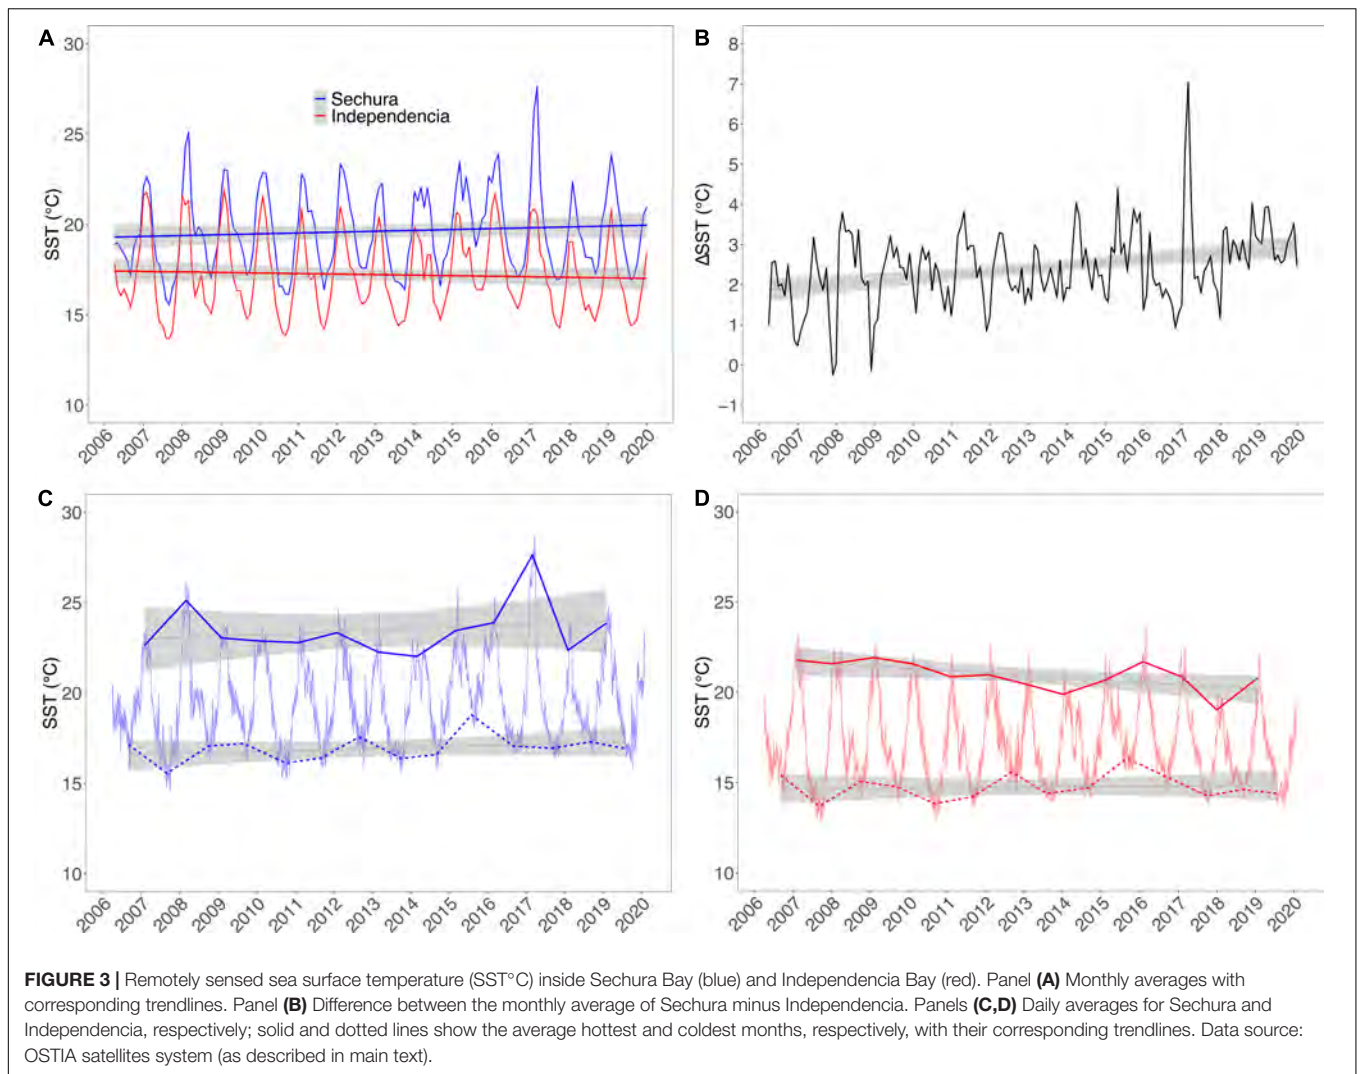 A
30
25
20
15
10
SST (°C)
Sechura
Independencia
2006 2007 2008 2009 2010 2011 2012 2013 2014 2015 2016 2017 2018 2019 2020
B
8
7
6
5
4
3
2
1
0
−1
ΔSST (°C)
2006 2007 2008 2009 2010 2011 2012 2013 2014 2015 2016 2017 2018 2019 2020
C
30
25
20
15
10
SST (°C)
2006 2007 2008 2009 2010 2011 2012 2013 2014 2015 2016 2017 2018 2019 2020
D
30
25
20
15
10
SST (°C)
2006 2007 2008 2009 2010 2011 2012 2013 2014 2015 2016 2017 2018 2019 2020
FIGURE 3 | Remotely sensed sea surface temperature (SST°C) inside Sechura Bay (blue) and Independencia Bay (red). Panel (A) Monthly averages with
corresponding trendlines. Panel (B) Difference between the monthly average of Sechura minus Independencia. Panels (C,D) Daily averages for Sechura and
Independencia, respectively; solid and dotted lines show the average hottest and coldest months, respectively, with their corresponding trendlines. Data source:
OSTIA satellites system (as described in main text).